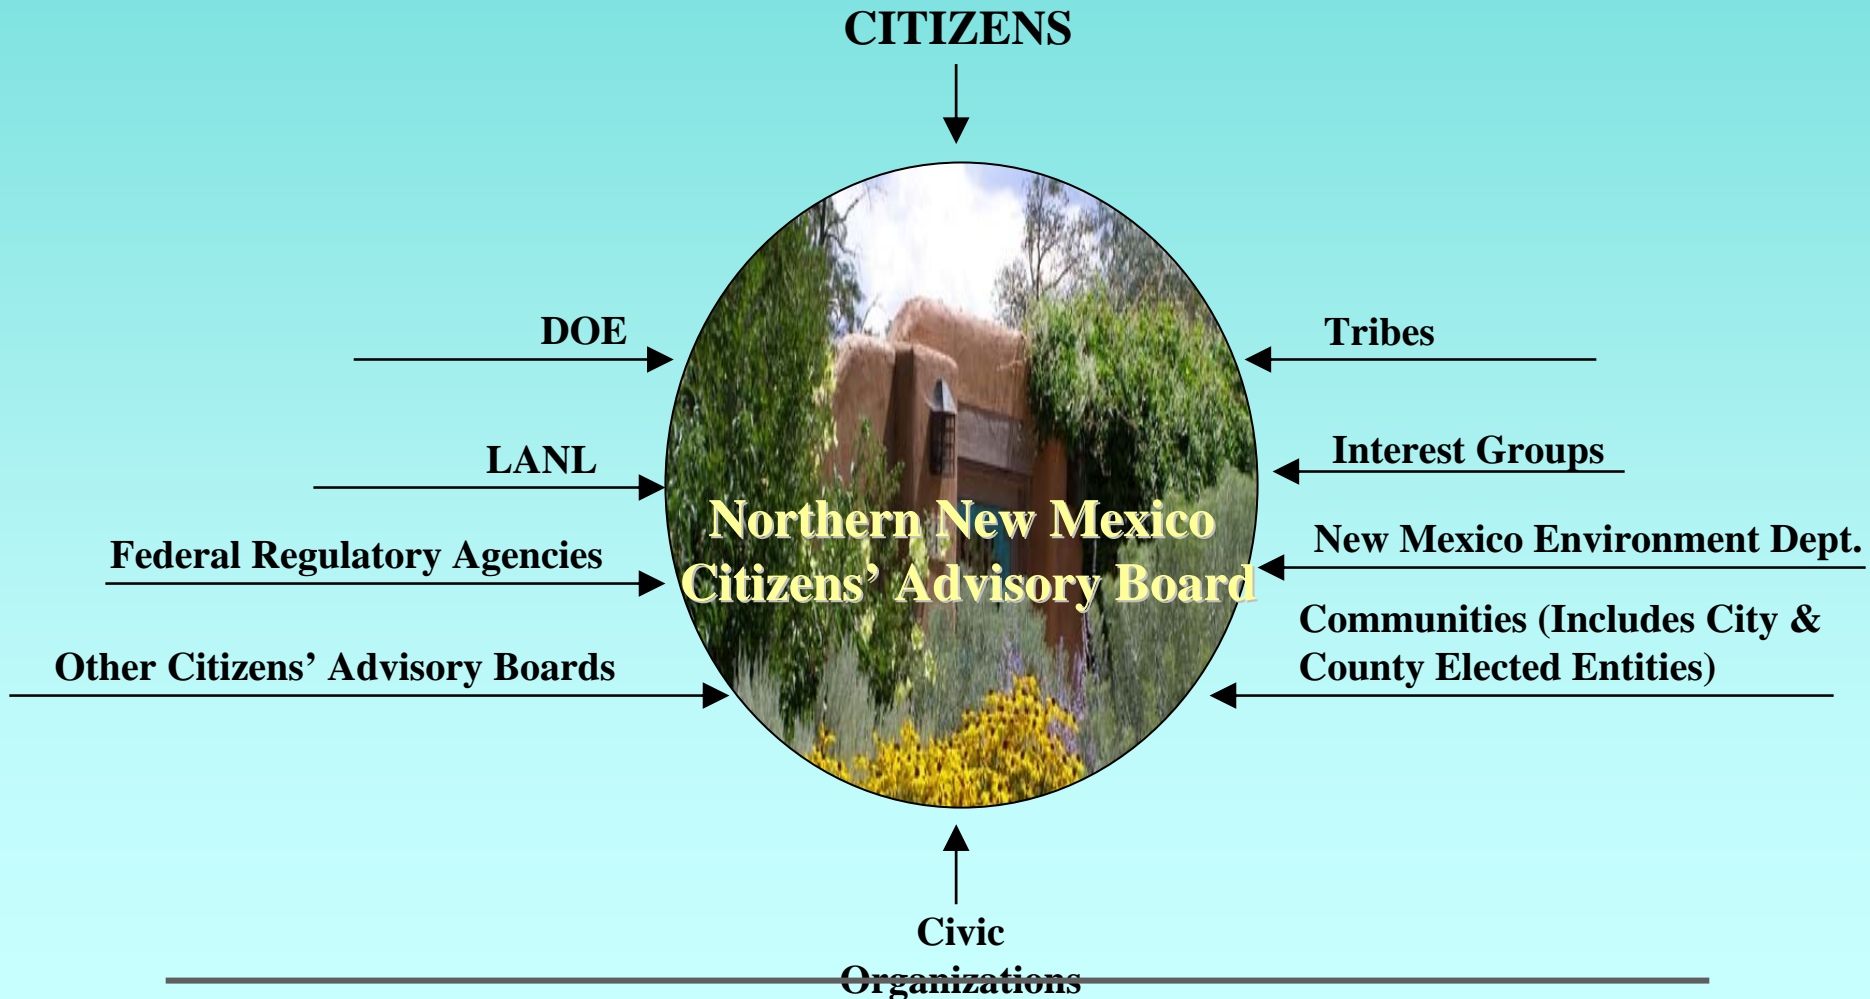 CITIZENS
DOE
Tribes
LANL
Interest Groups
Northern New Mexico
Citizens’ Advisory Board
Federal Regulatory Agencies
New Mexico Environment Dept.
Other Citizens’ Advisory Boards
Communities (Includes City &
County Elected Entities)
Civic
Organizations